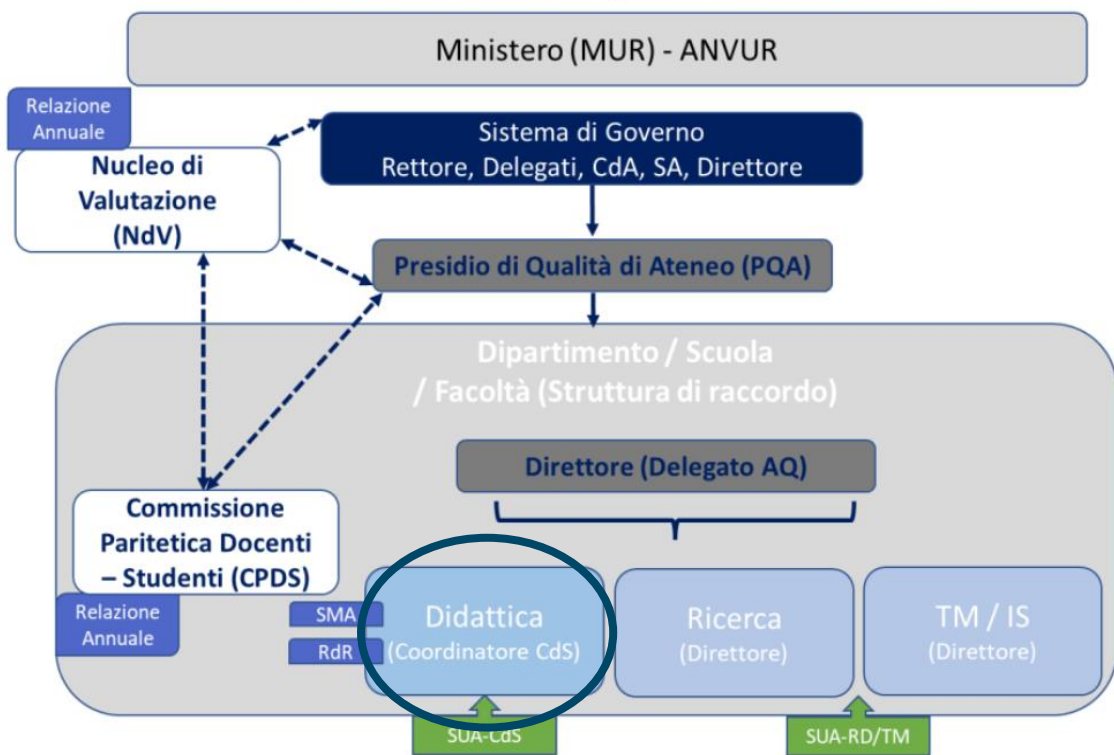 Ministero (MUR) - ANVUR
Relazione
Annuale
Nucleo di
Valutazione
(NdV)
Sistema di Governo
Rettore, Delegati, CdA, SA, Direttore
Presidio di Qualità di Ateneo (PQA)
Dipartimento / Scuola
/ Facoltà (Struttura di raccordo)
Direttore (Delegato AQ)
Commissione
Paritetica Docenti
– Studenti (CPDS)
Relazione
Annuale
SMA
RdR
Didattica
(Coordinatore CdS)
Ricerca
(Direttore)
TM / IS
(Direttore)
SUA-CdS
SUA-RD/TM